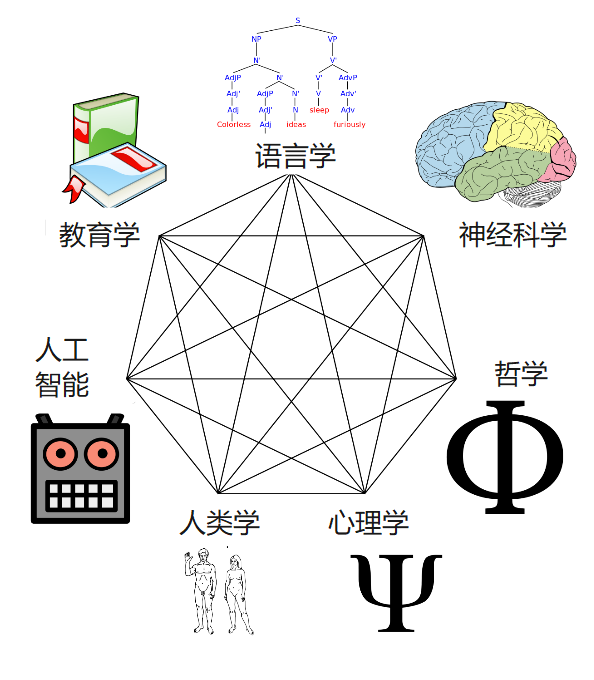 S
NP VP
N' V'
AdjP N' V' AdvP
Adj' AdjP N' V Adv'
Adj Adj' N sleep Adv
Colorless Adj ideas furiously
语言学
教育学
神经科学
人工
智能
哲学
Φ
人类学
心理学
Ψ